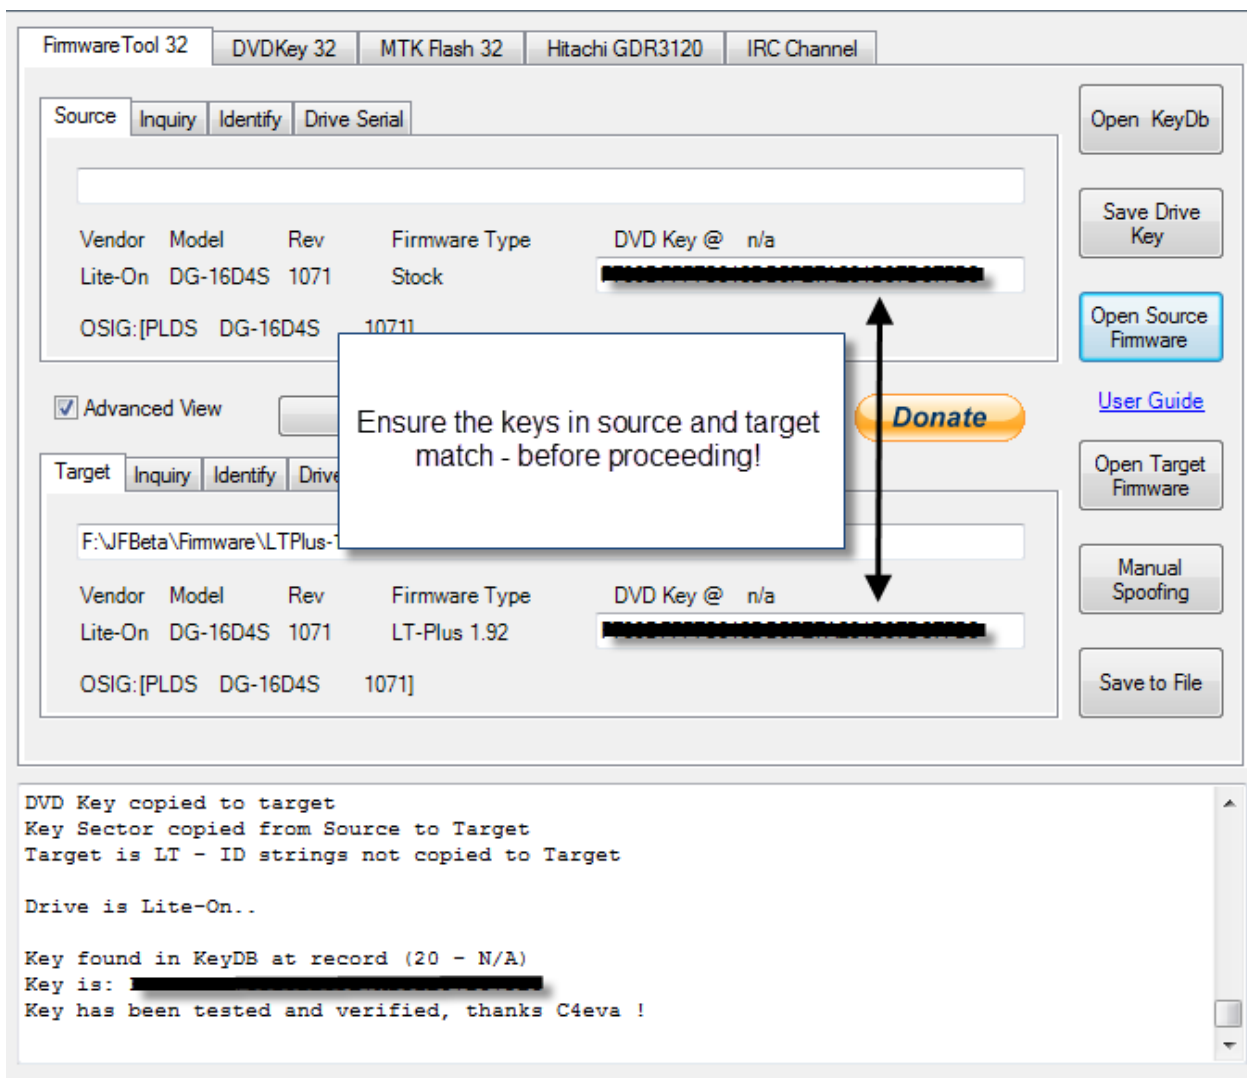 FirmwareTool 32 DVDKey 32 MTK Flash 32 Hitachi GDR3120 IRC Channel
Source Inquiry Identify Drive Serial
Open KeyDb
Save Drive Key
Vendor Model Rev Firmware Type DVD Key @ n/a
Lite-On DG-16D4S 1071 Stock
OSIG:[PLDS DG-16D4S 1071]
Open Source Firmware
Ensure the keys in source and target
match - before proceeding!
Advanced View
Donate
User Guide
Target Inquiry Identify Drive
Open Target Firmware
F:\JFBeta\Firmware\LTPlus-
Vendor Model Rev Firmware Type DVD Key @ n/a
Lite-On DG-16D4S 1071 LT-Plus 1.92
Manual Spoofing
OSIG:[PLDS DG-16D4S 1071]
Save to File
DVD Key copied to target
Key Sector copied from Source to Target
Target is LT - ID strings not copied to Target
Drive is Lite-On..
Key found in KeyDB at record (20 - N/A)
Key is:
Key has been tested and verified, thanks C4eva !